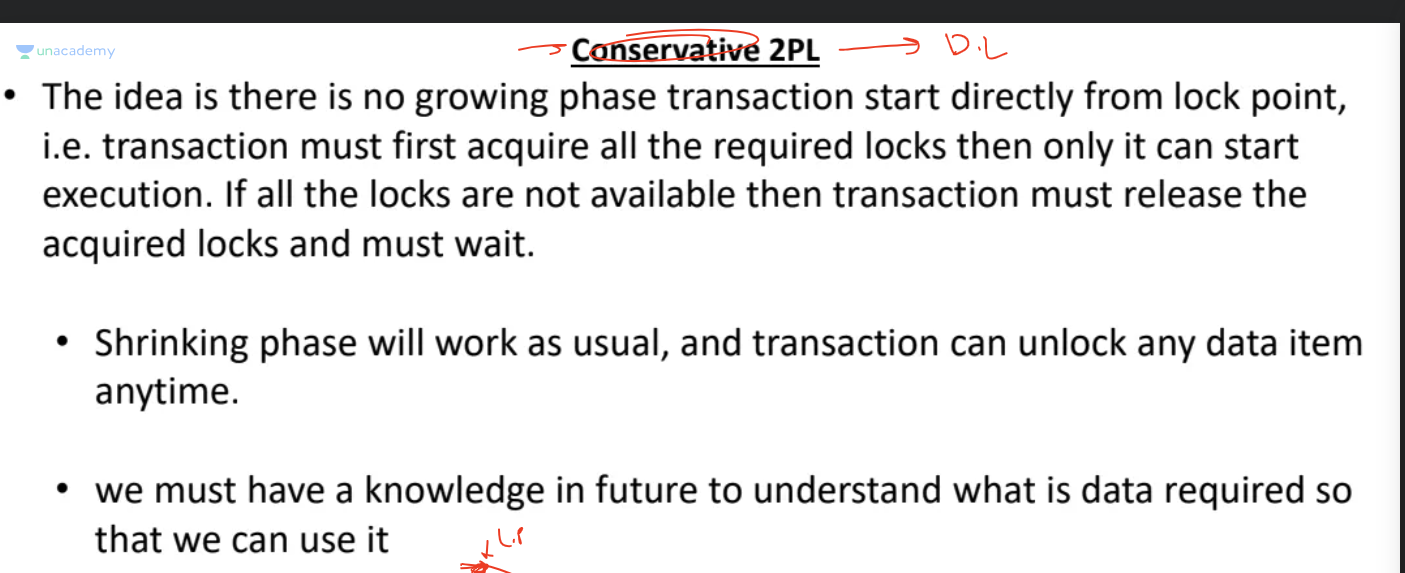 unacademy
Conservative 2PL D.L
• The idea is there is no growing phase transaction start directly from lock point,
i.e. transaction must first acquire all the required locks then only it can start
execution. If all the locks are not available then transaction must release the
acquired locks and must wait.
• Shrinking phase will work as usual, and transaction can unlock any data item
anytime.
• we must have a knowledge in future to understand what is data required so
that we can use it
L.P